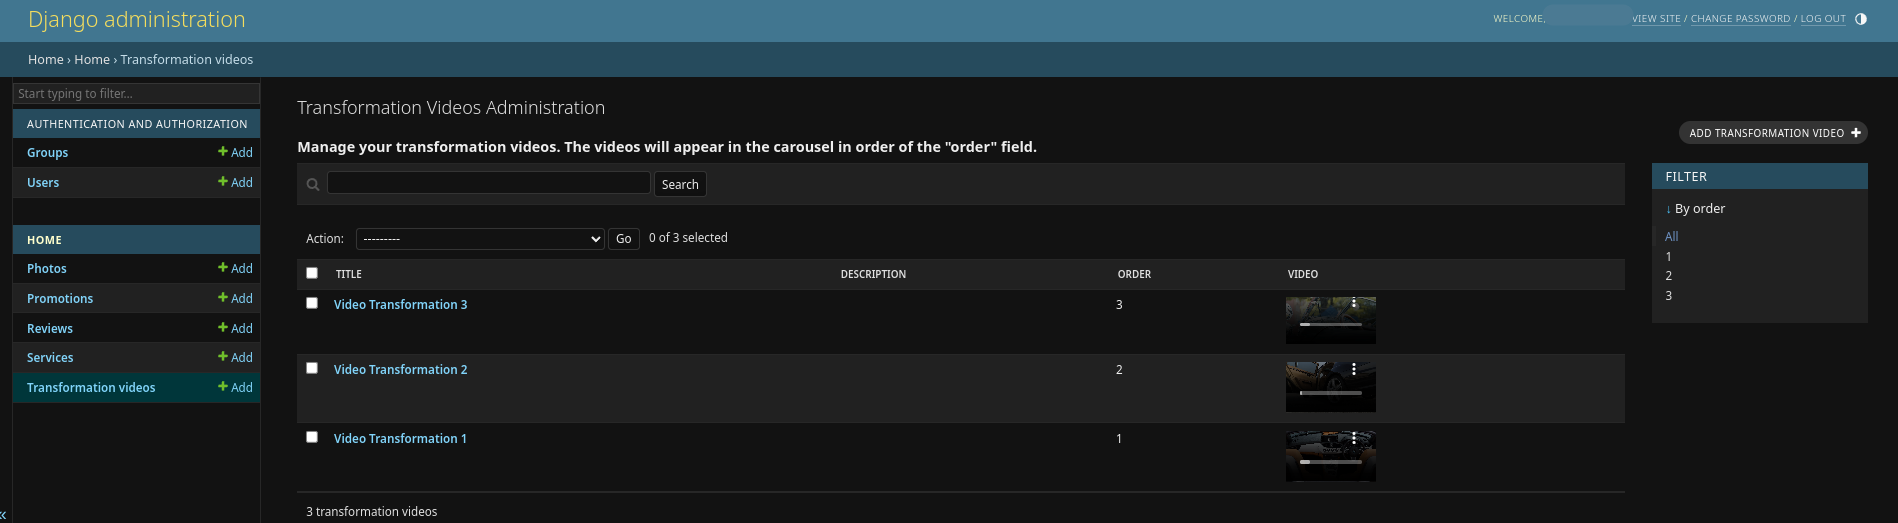 Django administration
WELCOME, VIEW SITE / CHANGE PASSWORD / LOG OUT
Home › Home › Transformation videos
Start typing to filter...
AUTHENTICATION AND AUTHORIZATION
Groups + Add
Users + Add
HOME
Photos + Add
Promotions + Add
Reviews + Add
Services + Add
Transformation videos + Add
«
Transformation Videos Administration
ADD TRANSFORMATION VIDEO +
Manage your transformation videos. The videos will appear in the carousel in order of the "order" field.
Search
Action: --------- Go 0 of 3 selected
TITLE DESCRIPTION ORDER VIDEO
Video Transformation 3 3
Video Transformation 2 2
Video Transformation 1 1
3 transformation videos
FILTER
↓ By order
All
1
2
3